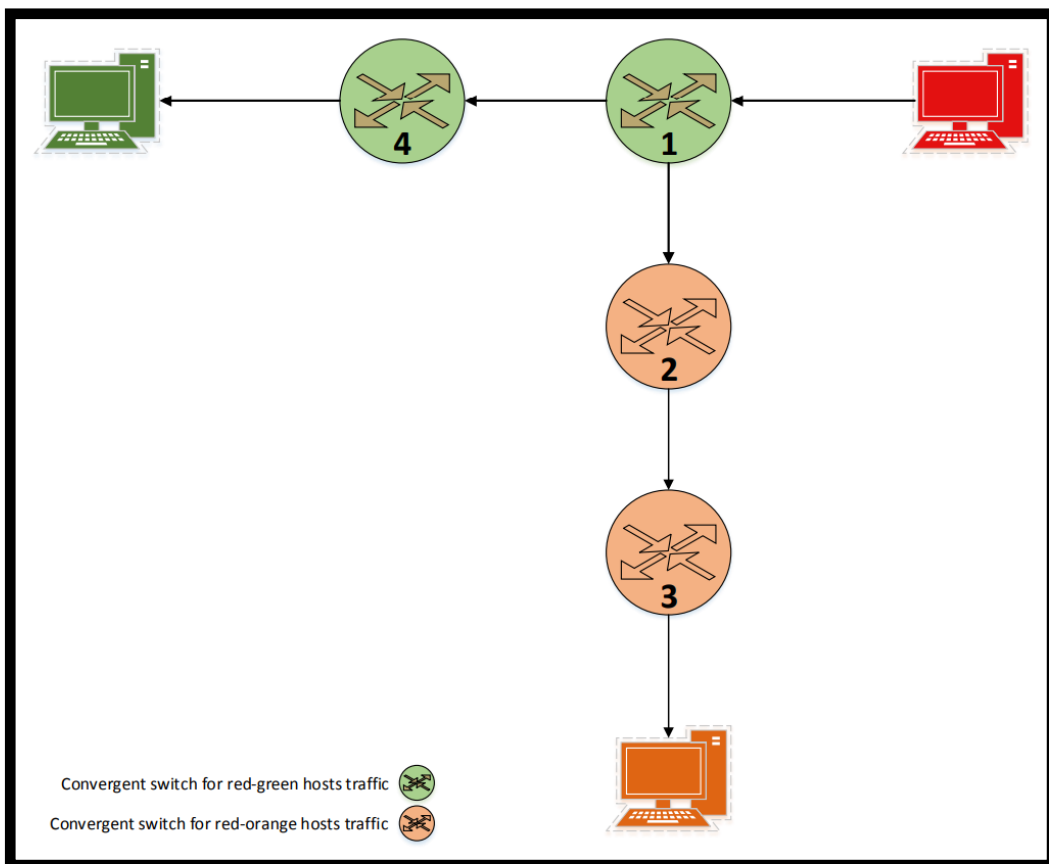 4
1
2
3
Convergent switch for red-green hosts traffic
Convergent switch for red-orange hosts traffic